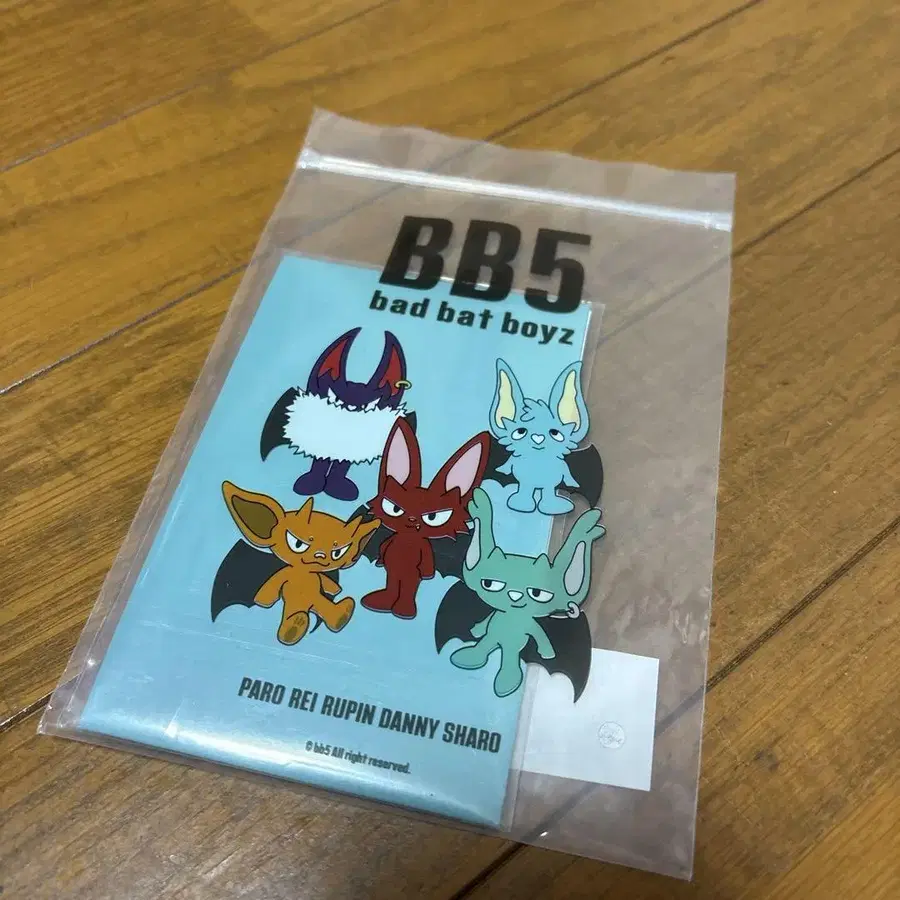 BB5
bad bat boyz
PARO REI RUPIN DANNY SHARO
© bb5 All right reserved.